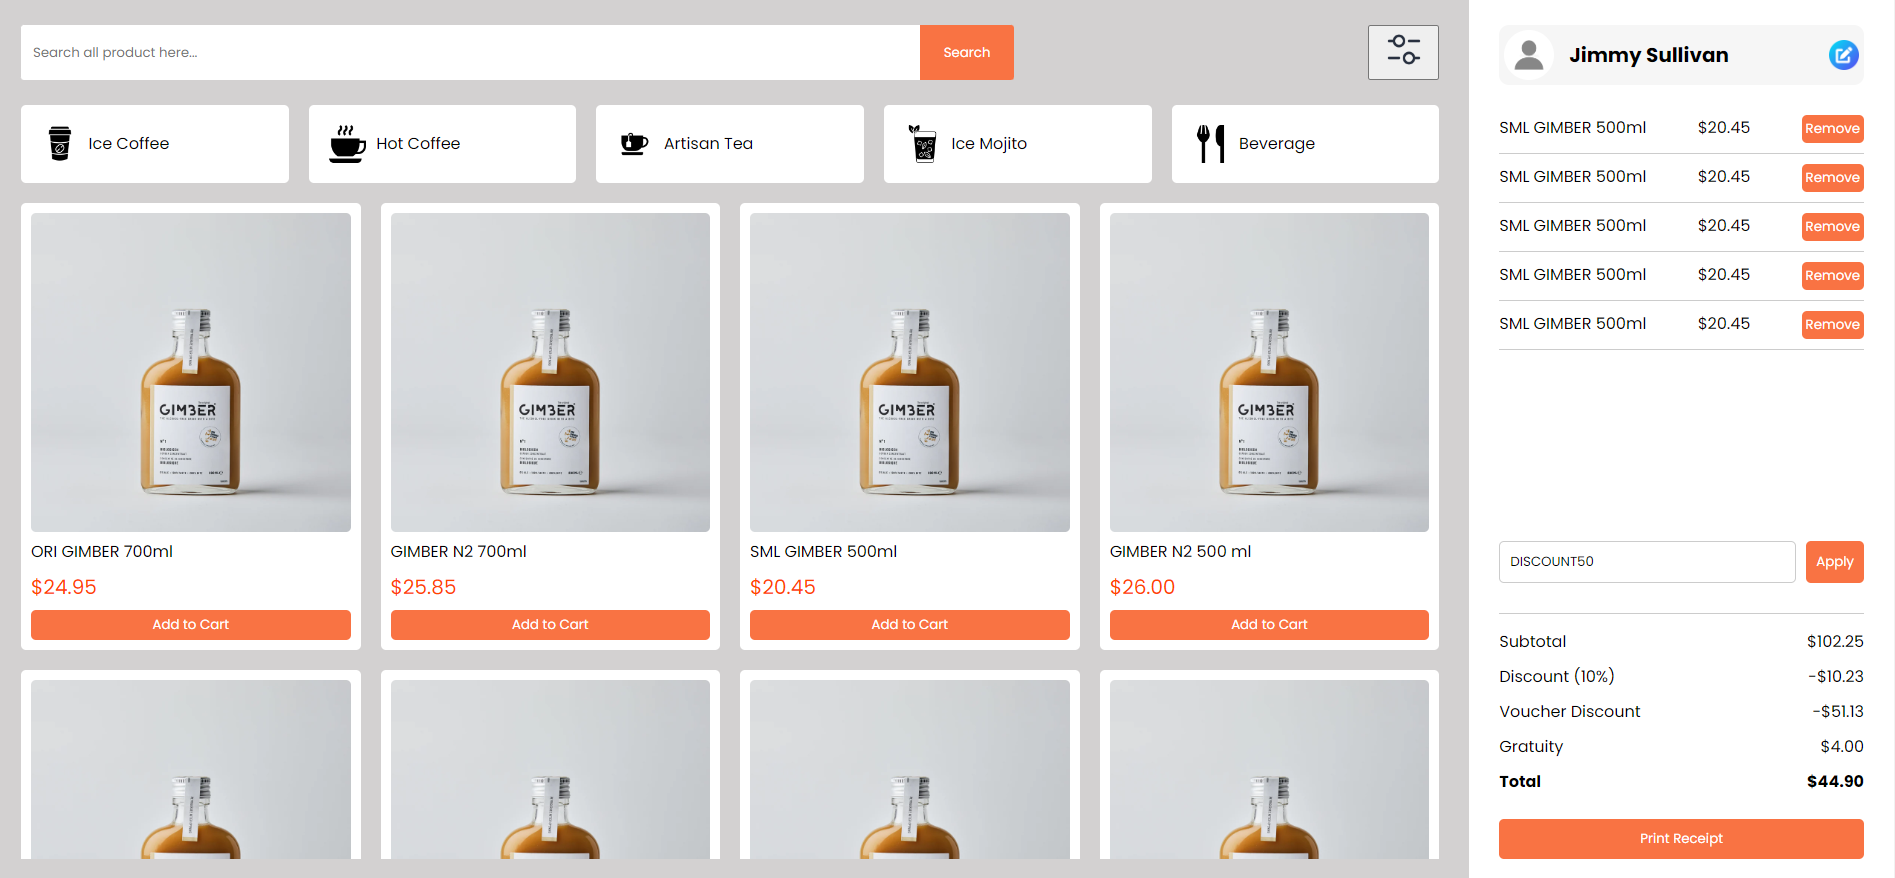 Search all product here...
Search
Ice Coffee
Hot Coffee
Artisan Tea
Ice Mojito
Beverage
GIMBER
GIMBER
GIMBER
GIMBER
ORI GIMBER 700ml
GIMBER N2 700ml
SML GIMBER 500ml
GIMBER N2 500 ml
$24.95
$25.85
$20.45
$26.00
Add to Cart
Add to Cart
Add to Cart
Add to Cart
Jimmy Sullivan
SML GIMBER 500ml $20.45 Remove
SML GIMBER 500ml $20.45 Remove
SML GIMBER 500ml $20.45 Remove
SML GIMBER 500ml $20.45 Remove
SML GIMBER 500ml $20.45 Remove
DISCOUNT50 Apply
Subtotal $102.25
Discount (10%) -$10.23
Voucher Discount -$51.13
Gratuity $4.00
Total $44.90
Print Receipt